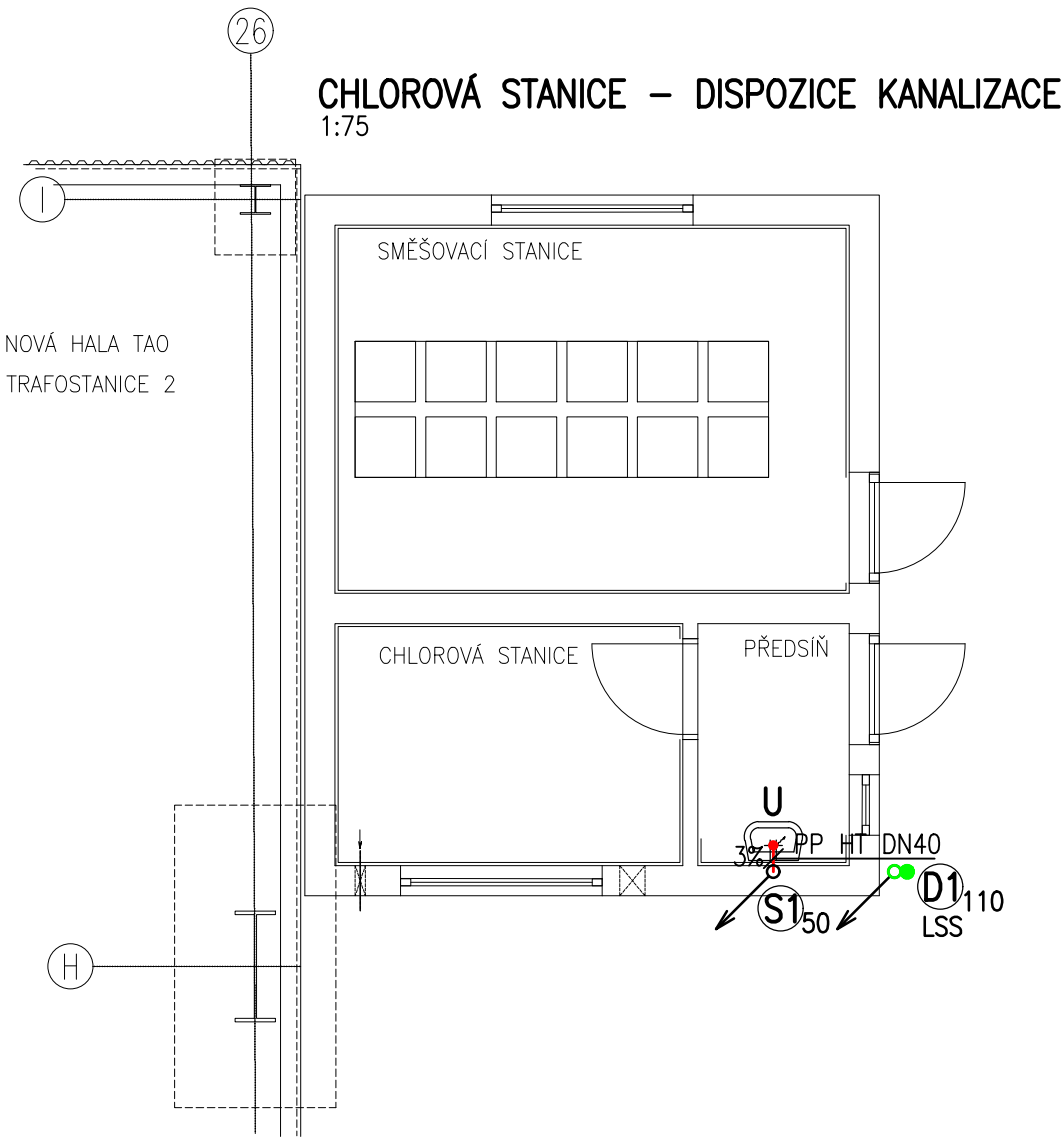 26
CHLOROVÁ STANICE – DISPOZICE KANALIZACE
1:75
I
SMĚŠOVACÍ STANICE
NOVÁ HALA TAO
TRAFOSTANICE 2
CHLOROVÁ STANICE
PŘEDSÍŇ
U
3% PP HT DN40
S1 50
D1 110
LSS
H